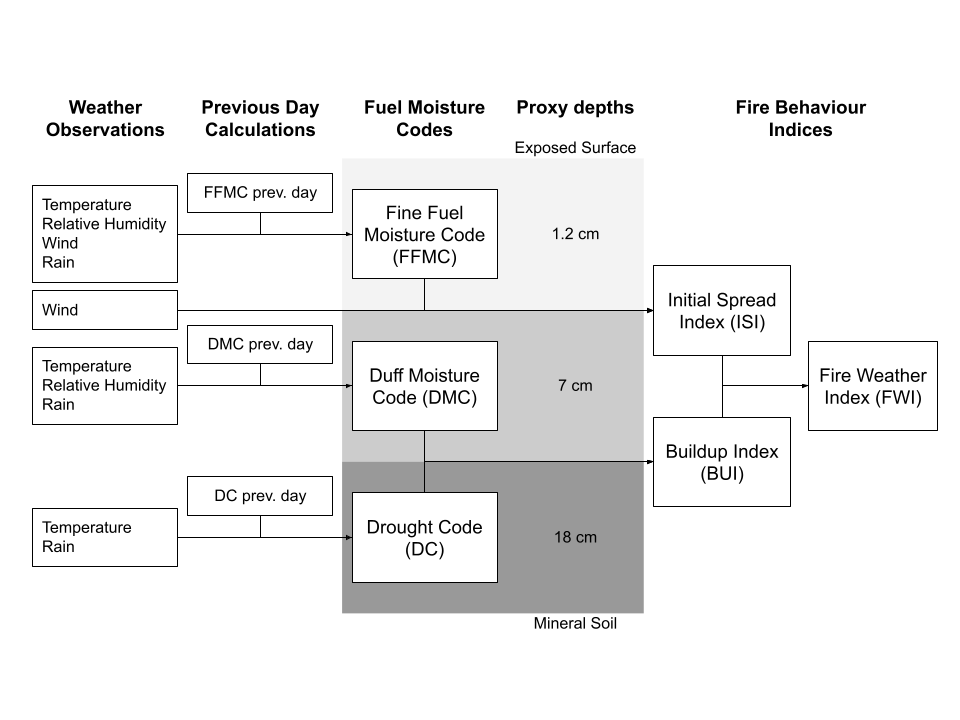 Weather
Observations
Previous Day
Calculations
Fuel Moisture
Codes
Proxy depths
Fire Behaviour
Indices
Exposed Surface
Temperature
Relative Humidity
Wind
Rain
FFMC prev. day
Fine Fuel
Moisture Code
(FFMC)
1.2 cm
Wind
Initial Spread
Index (ISI)
Temperature
Relative Humidity
Rain
DMC prev. day
Duff Moisture
Code (DMC)
7 cm
Fire Weather
Index (FWI)
Buildup Index
(BUI)
Temperature
Rain
DC prev. day
Drought Code
(DC)
18 cm
Mineral Soil